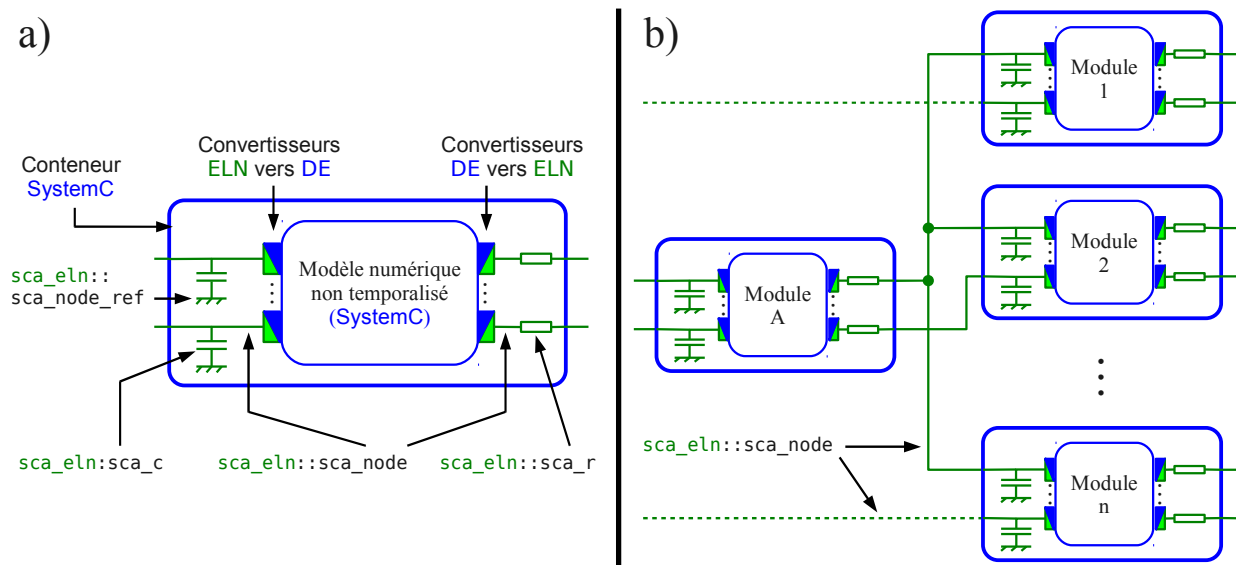 a)
Conteneur
SystemC
Convertisseurs
ELN vers DE
Convertisseurs
DE vers ELN
sca_eln::
sca_node_ref
Modèle numérique
non temporalisé
(SystemC)
sca_eln:sca_c
sca_eln::sca_node
sca_eln::sca_r
b)
Module
1
Module
2
Module
A
sca_eln::sca_node
Module
n